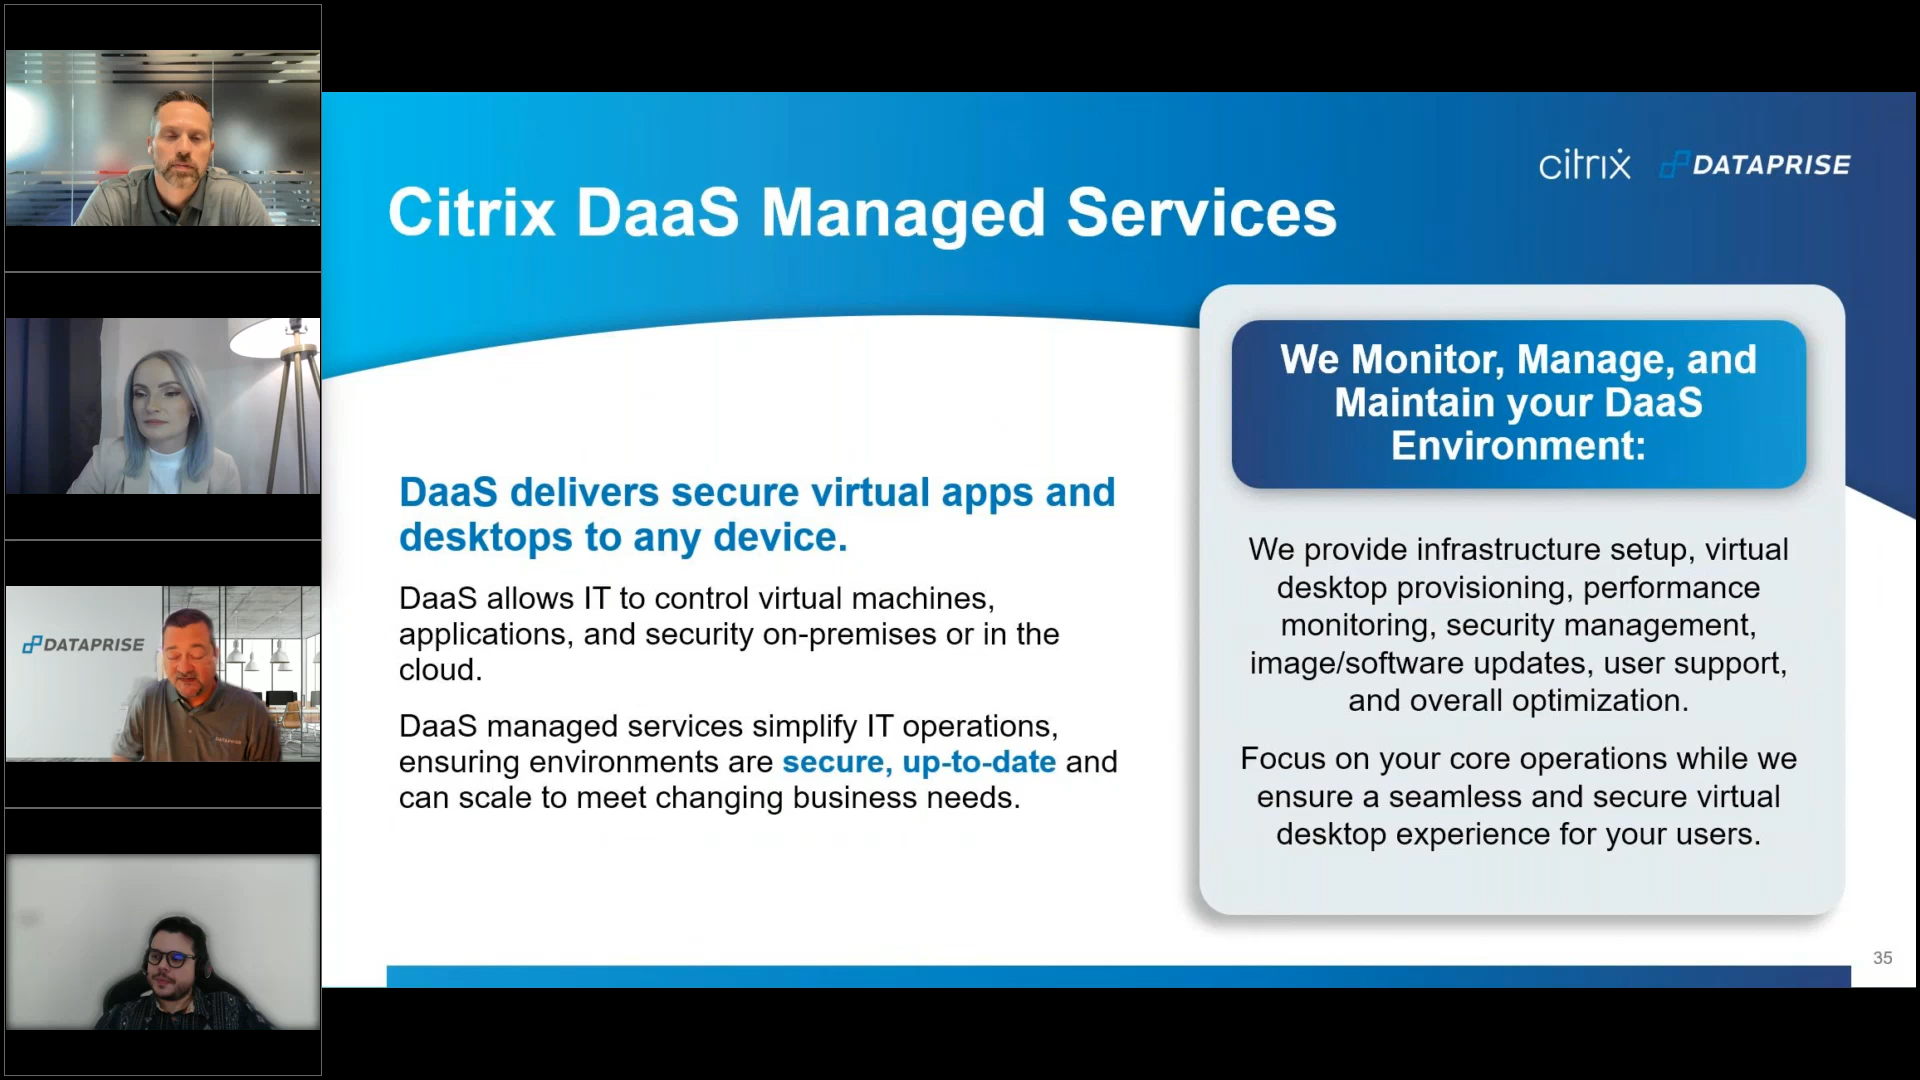 citrix DATAPRISE
Citrix DaaS Managed Services
DaaS delivers secure virtual apps and
desktops to any device.
DaaS allows IT to control virtual machines,
applications, and security on-premises or in the
cloud.
DaaS managed services simplify IT operations,
ensuring environments are secure, up-to-date and
can scale to meet changing business needs.
We Monitor, Manage, and
Maintain your DaaS
Environment:
We provide infrastructure setup, virtual
desktop provisioning, performance
monitoring, security management,
image/software updates, user support,
and overall optimization.
Focus on your core operations while we
ensure a seamless and secure virtual
desktop experience for your users.
35
DATAPRISE
DATAPRISE